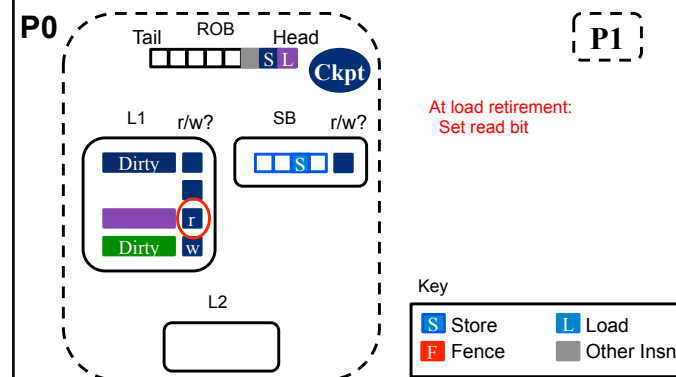 P0
ROB
Tail
Head
S L
Ckpt
P1
L1
r/w?
SB
r/w?
At load retirement:
Set read bit
Dirty
S
r
Dirty
w
L2
Key
S Store
L Load
F Fence
Other Insn